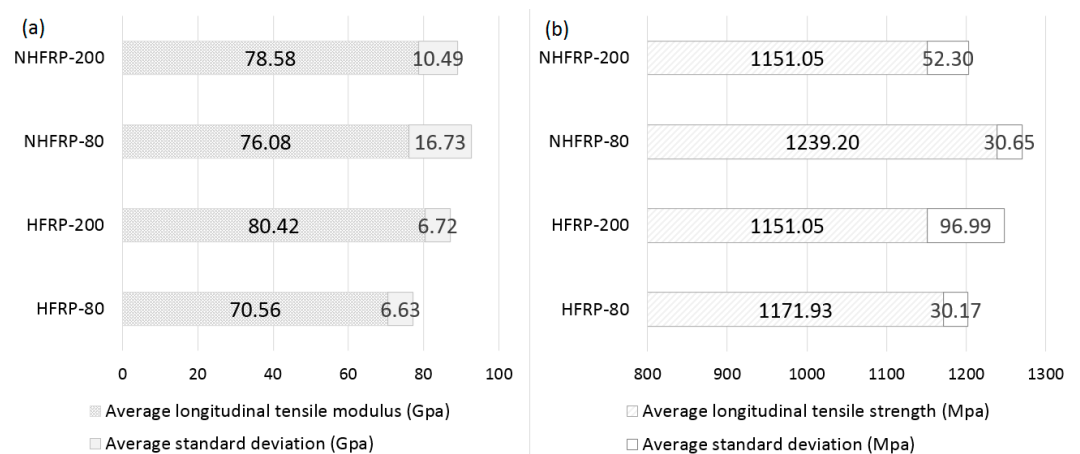 (a)
NHFRP-200
78.58
10.49
NHFRP-80
76.08
16.73
HFRP-200
80.42
6.72
HFRP-80
70.56
6.63
0 20 40 60 80 100
Average longitudinal tensile modulus (Gpa)
Average standard deviation (Gpa)
(b)
NHFRP-200
1151.05
52.30
NHFRP-80
1239.20
30.65
HFRP-200
1151.05
96.99
HFRP-80
1171.93
30.17
800 900 1000 1100 1200 1300
Average longitudinal tensile strength (Mpa)
Average standard deviation (Mpa)